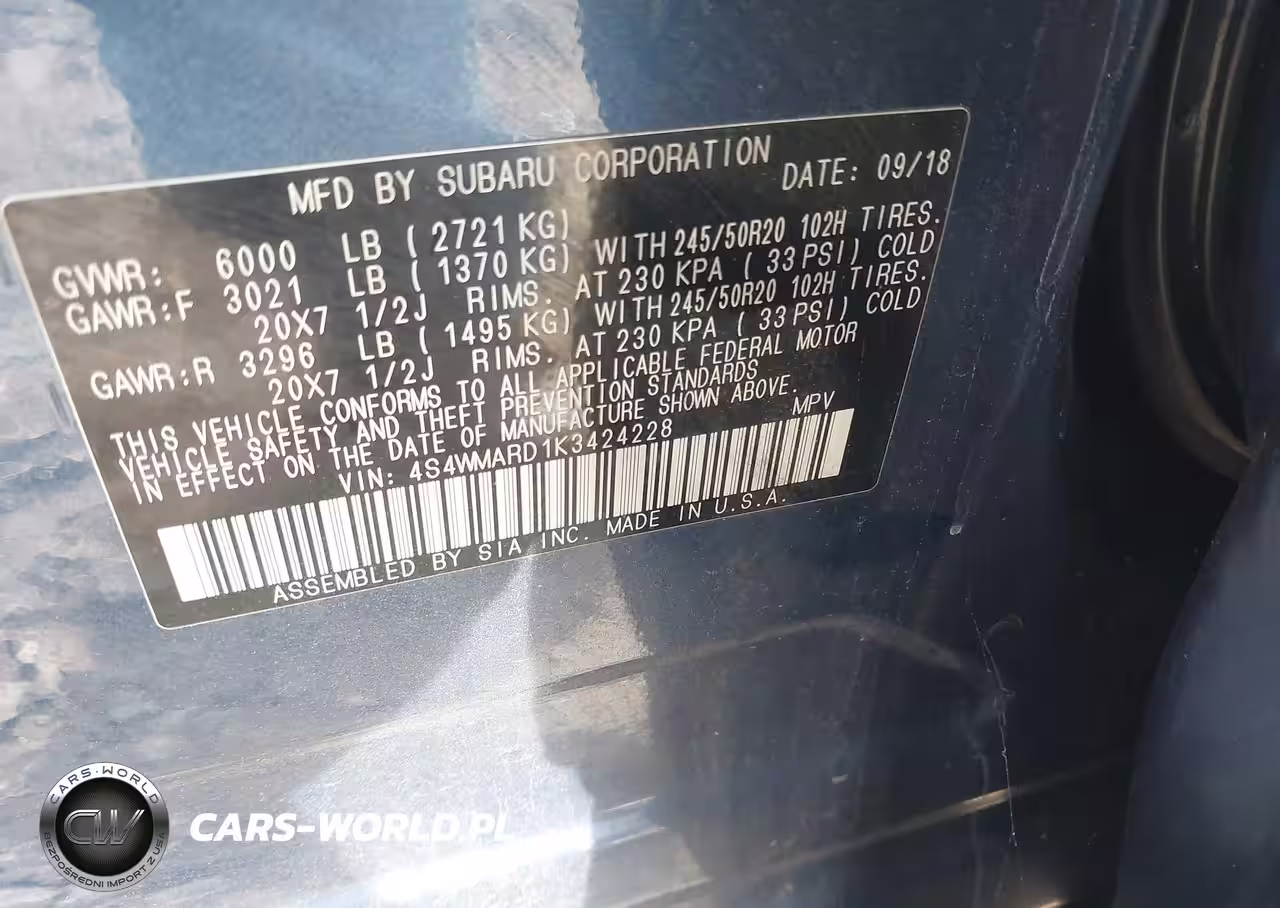 MFD BY SUBARU CORPORATION DATE: 09/18
GVWR: 6000 LB ( 2721 KG)
GAWR:F 3021 LB ( 1370 KG) WITH 245/50R20 102H TIRES.
20X7 1/2J RIMS. AT 230 KPA ( 33 PSI) COLD
GAWR:R 3296 LB ( 1495 KG) WITH 245/50R20 102H TIRES.
20X7 1/2J RIMS. AT 230 KPA ( 33 PSI) COLD
THIS VEHICLE CONFORMS TO ALL APPLICABLE FEDERAL MOTOR
VEHICLE SAFETY AND THEFT PREVENTION STANDARDS
IN EFFECT ON THE DATE OF MANUFACTURE SHOWN ABOVE.
VIN: 4S4WMARD1K3424228 MPV
ASSEMBLED BY SIA INC. MADE IN U.S.A.
CARS-WORLD
CW
BEZPOŚREDNI IMPORT Z USA
CARS-WORLD.PL